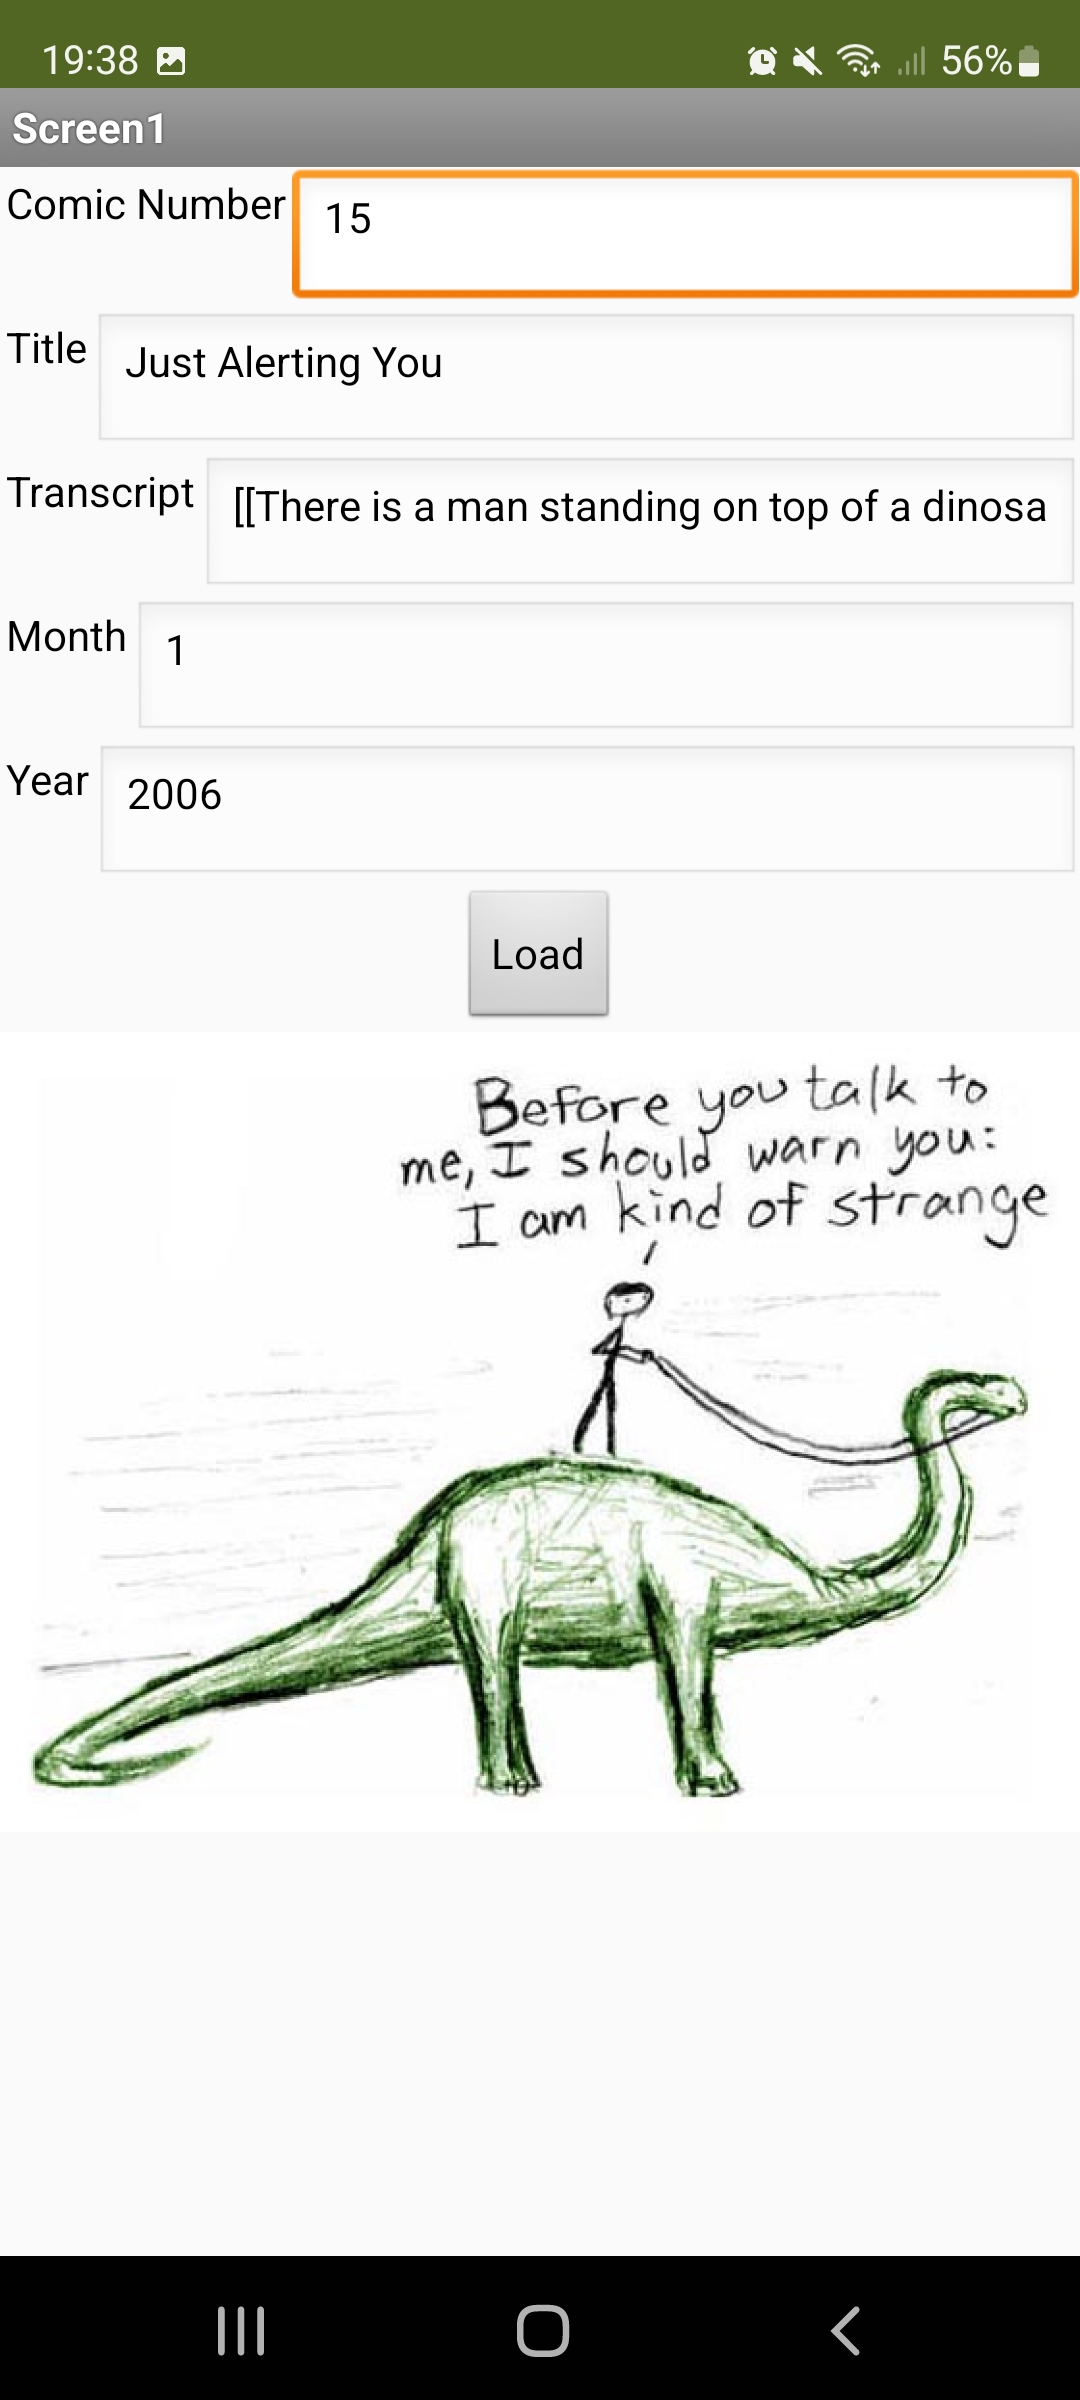 19:38 56%
Screen1
Comic Number 15
Title Just Alerting You
Transcript [[There is a man standing on top of a dinosa
Month 1
Year 2006
Load
Before you talk to
me, I should warn you:
I am kind of strange